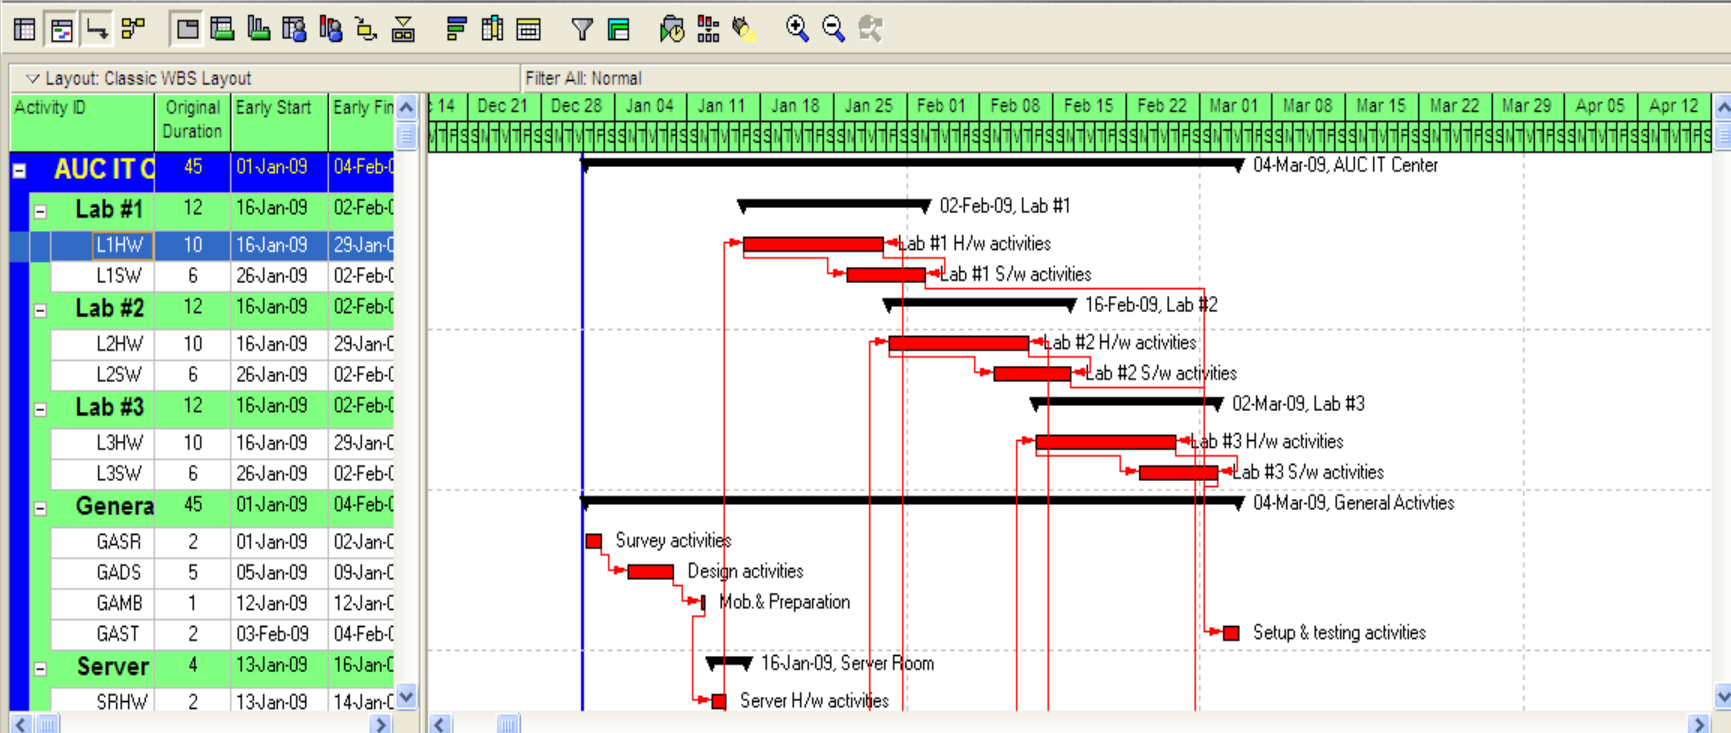 Layout: Classic WBS Layout
Filter All: Normal
Activity ID Original Duration Early Start Early Fin
14 Dec 21 Dec 28 Jan 04 Jan 11 Jan 18 Jan 25 Feb 01 Feb 08 Feb 15 Feb 22 Mar 01 Mar 08 Mar 15 Mar 22 Mar 29 Apr 05 Apr 12
AUC IT C 45 01-Jan-09 04-Feb-0
04-Mar-09, AUC IT Center
Lab #1 12 16-Jan-09 02-Feb-0
02-Feb-09, Lab #1
L1HW 10 16-Jan-09 29-Jan-0
Lab #1 H/w activities
L1SW 6 26-Jan-09 02-Feb-0
Lab #1 S/w activities
Lab #2 12 16-Jan-09 02-Feb-0
16-Feb-09, Lab #2
L2HW 10 16-Jan-09 29-Jan-0
Lab #2 H/w activities
L2SW 6 26-Jan-09 02-Feb-0
Lab #2 S/w activities
Lab #3 12 16-Jan-09 02-Feb-0
02-Mar-09, Lab #3
L3HW 10 16-Jan-09 29-Jan-0
Lab #3 H/w activities
L3SW 6 26-Jan-09 02-Feb-0
Lab #3 S/w activities
Genera 45 01-Jan-09 04-Feb-0
04-Mar-09, General Activties
GASR 2 01-Jan-09 02-Jan-0
Survey activities
GADS 5 05-Jan-09 09-Jan-0
Design activities
GAMB 1 12-Jan-09 12-Jan-0
Mob.& Preparation
GAST 2 03-Feb-09 04-Feb-0
Setup & testing activities
Server 4 13-Jan-09 16-Jan-0
16-Jan-09, Server Room
SRHW 2 13-Jan-09 14-Jan-0
Server H/w activities